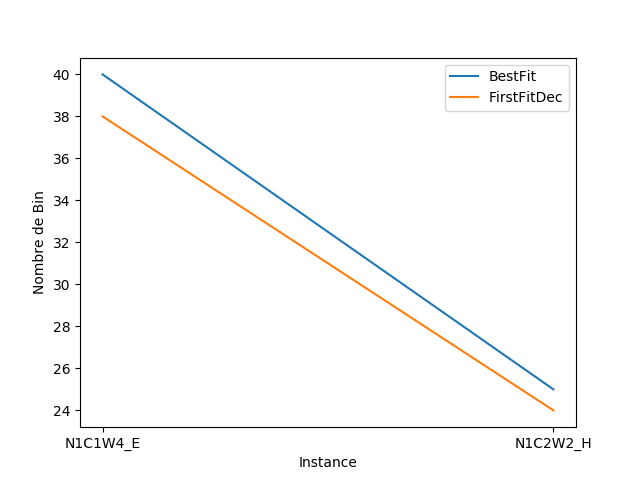 BestFit
FirstFitDec
40
38
36
34
32
30
28
26
24
Nombre de Bin
N1C1W4_E
N1C2W2_H
Instance